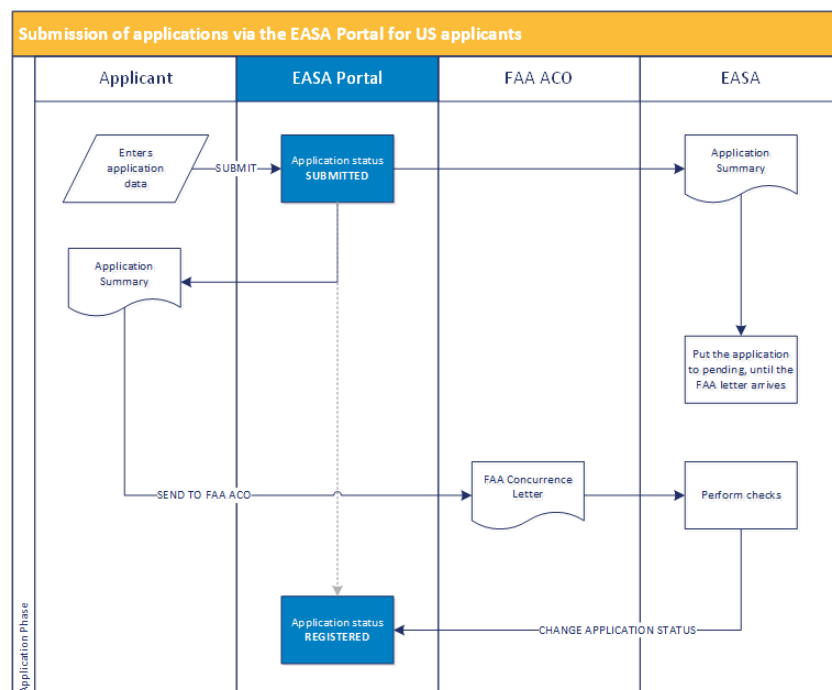 Submission of applications via the EASA Portal for US applicants
Applicant
EASA Portal
FAA ACO
EASA
Enters
application
data
SUBMIT
Application status
SUBMITTED
Application
Summary
Application
Summary
Put the application
to pending, until the
FAA letter arrives
SEND TO FAA ACO
FAA Concurrence
Letter
Perform checks
Application status
REGISTERED
CHANGE APPLICATION STATUS
Application Phase